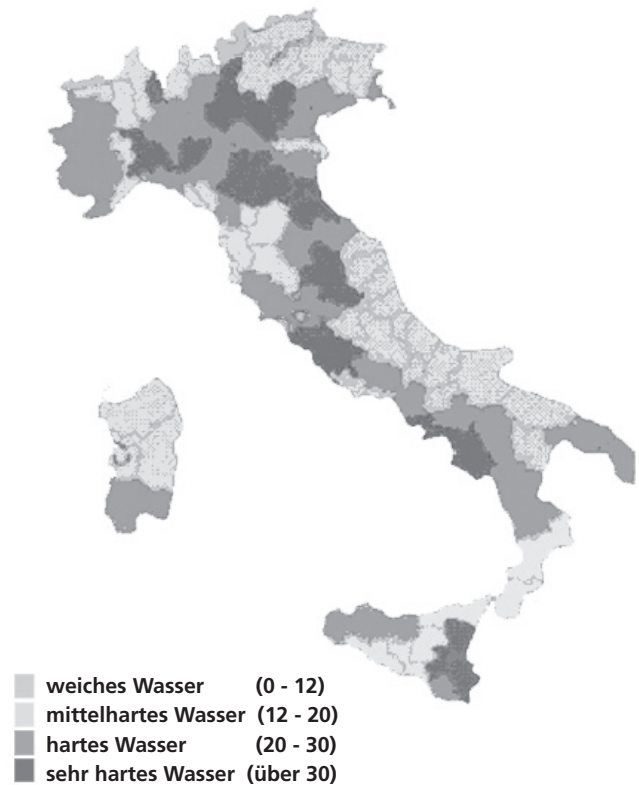 weiches Wasser (0 - 12)
mittelhartes Wasser (12 - 20)
hartes Wasser (20 - 30)
sehr hartes Wasser (über 30)